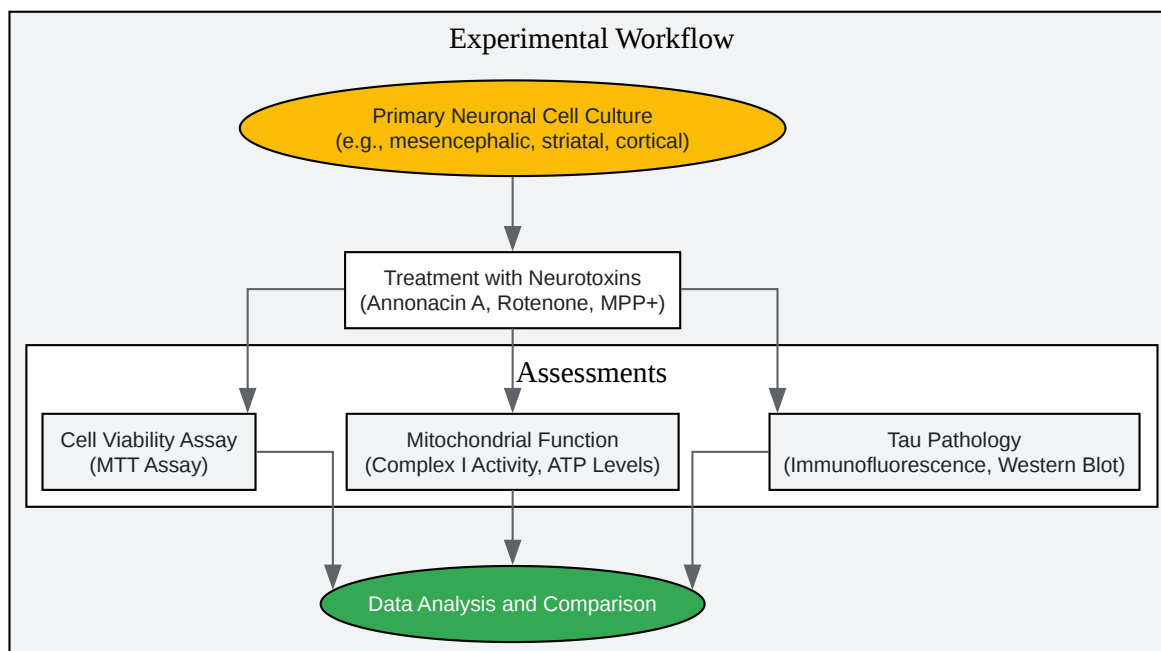 Experimental Workflow
Primary Neuronal Cell Culture
(e.g., mesencephalic, striatal, cortical)
Treatment with Neurotoxins
(Annonacin A, Rotenone, MPP+)
Assessments
Cell Viability Assay
(MTT Assay)
Mitochondrial Function
(Complex I Activity, ATP Levels)
Tau Pathology
(Immunofluorescence, Western Blot)
Data Analysis and Comparison